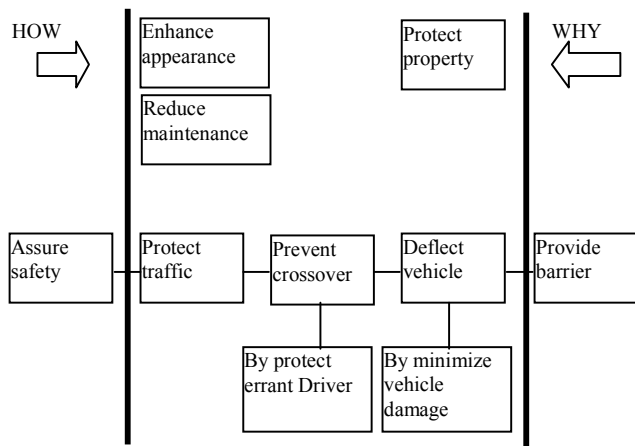 HOW
Enhance
appearance
Protect
property
WHY
Reduce
maintenance
Assure
safety
Protect
traffic
Prevent
crossover
Deflect
vehicle
Provide
barrier
By protect
errant Driver
By minimize
vehicle
damage